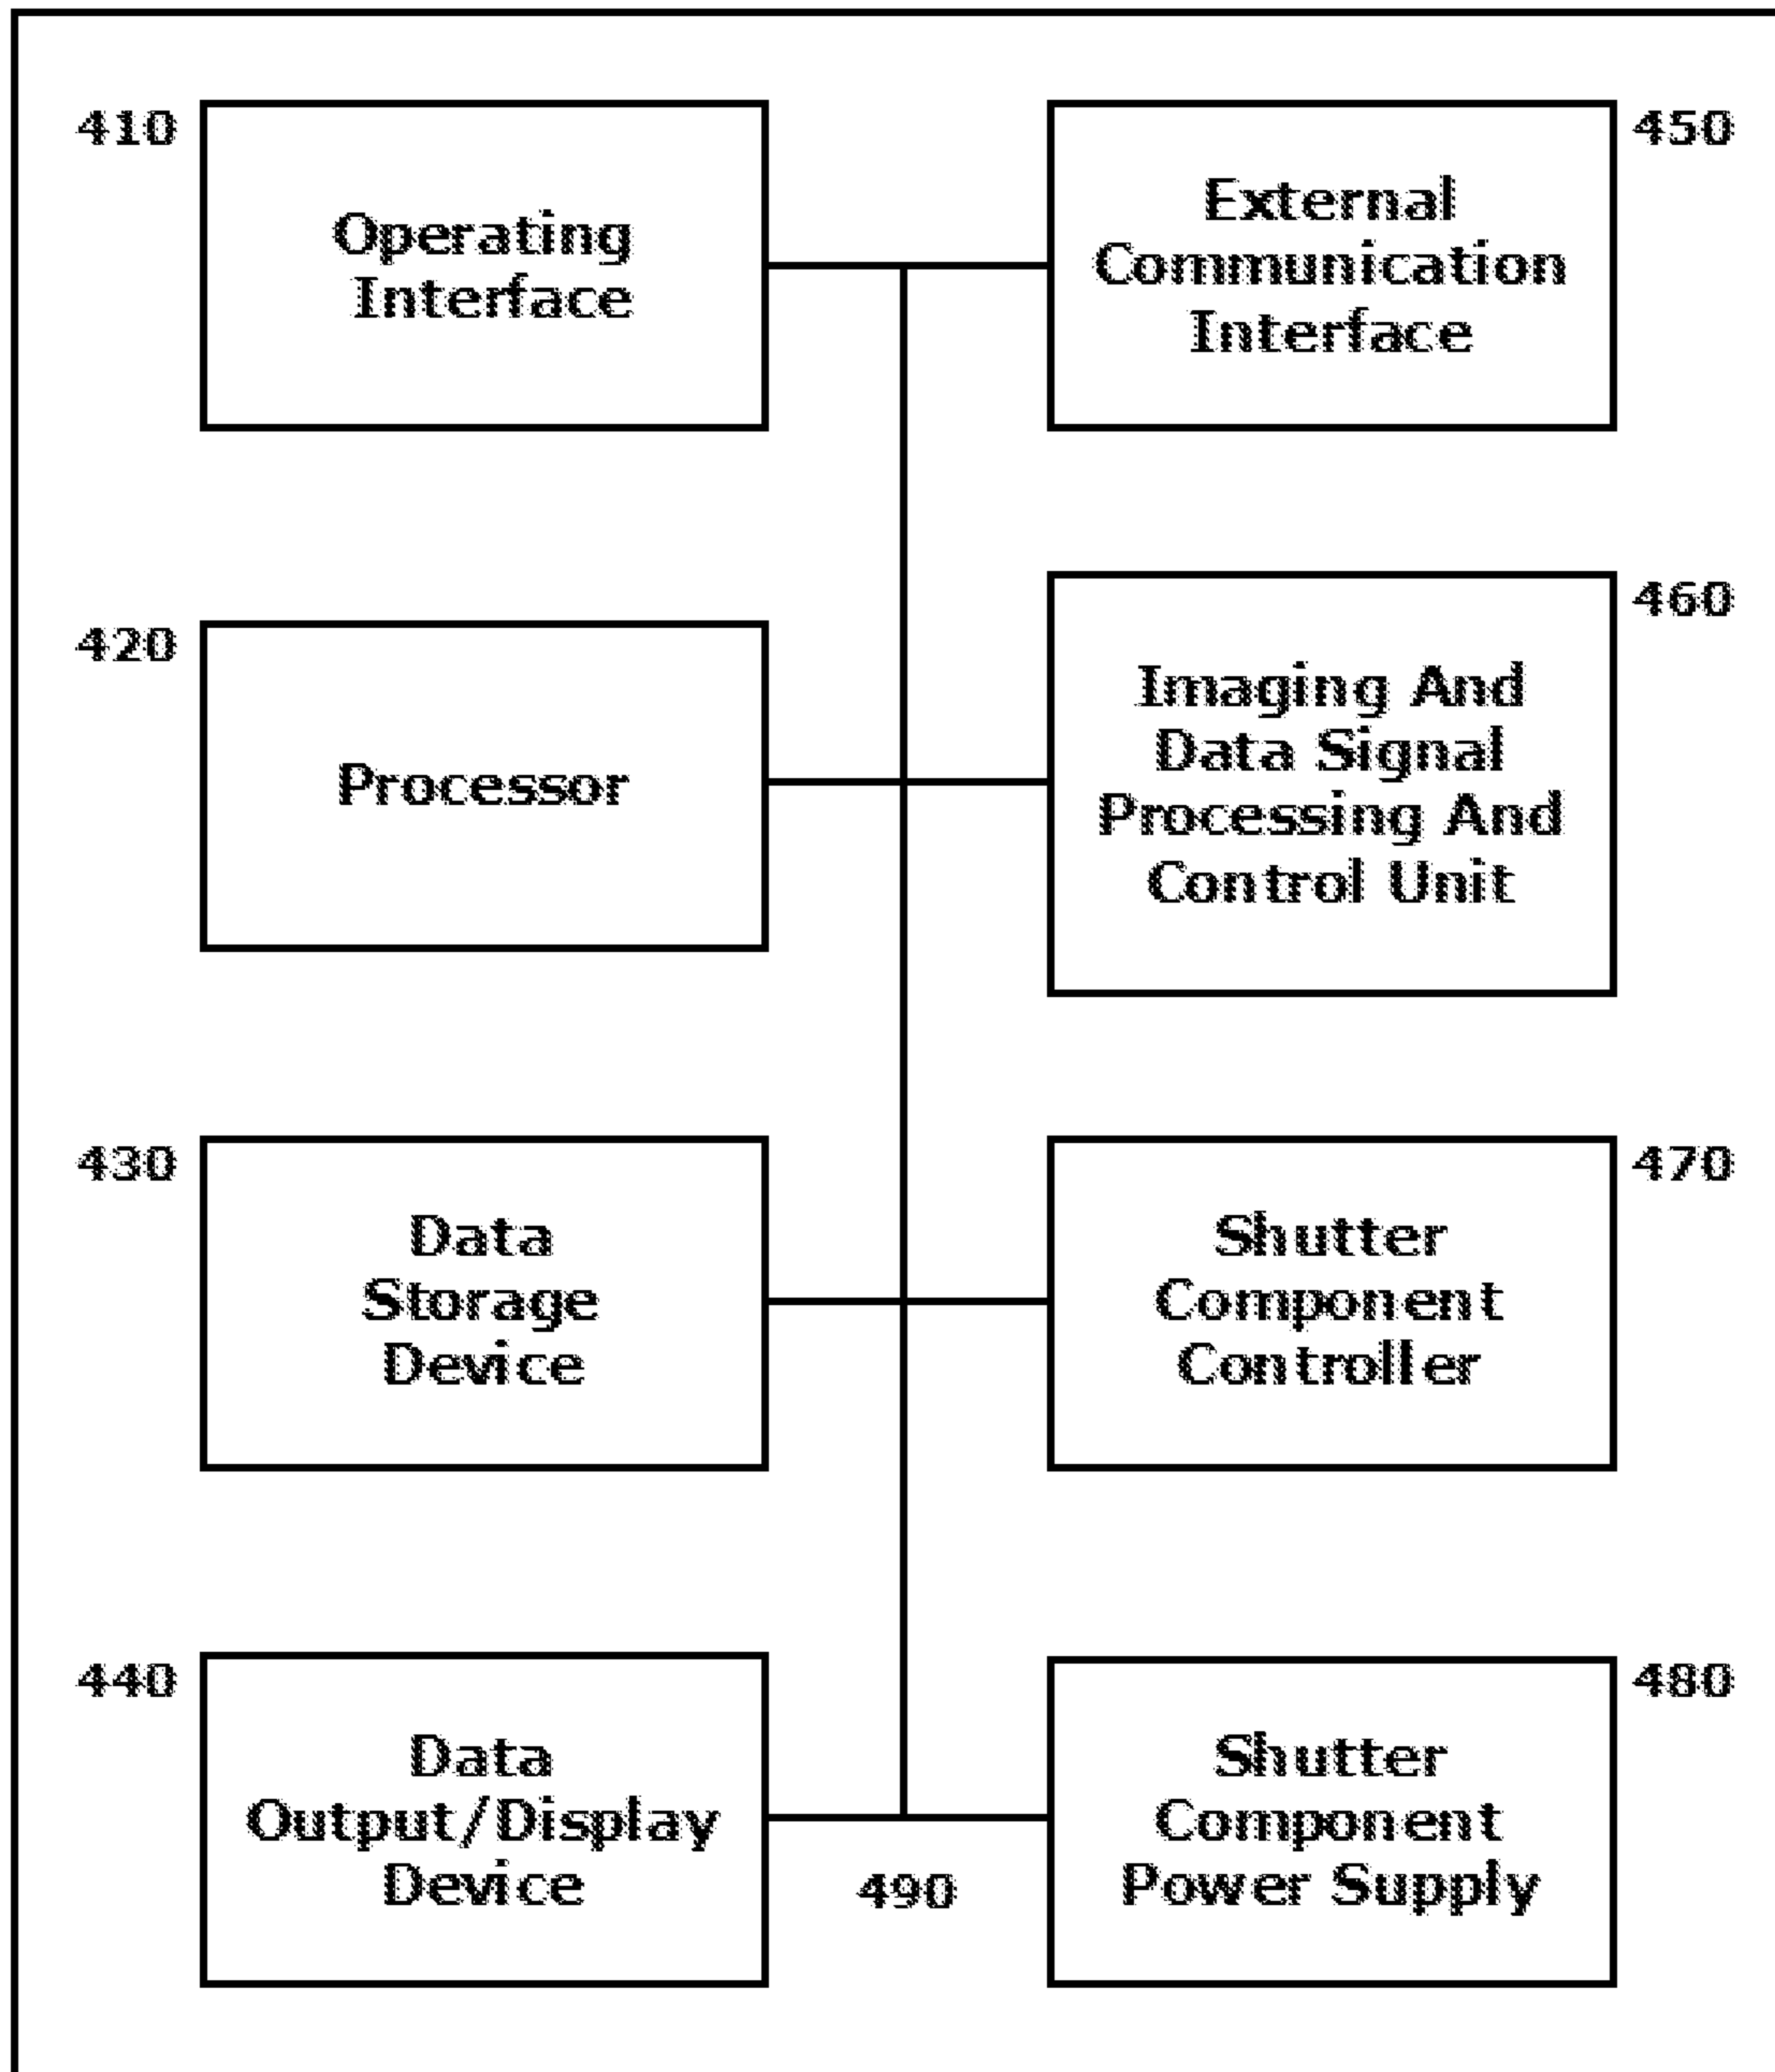 410
Operating
Interface
450
External
Communication
Interface
420
Processor
460
Imaging And
Data Signal
Processing And
Control Unit
430
Data
Storage
Device
470
Shutter
Component
Controller
440
Data
Output/Display
Device
480
Shutter
Component
Power Supply
490